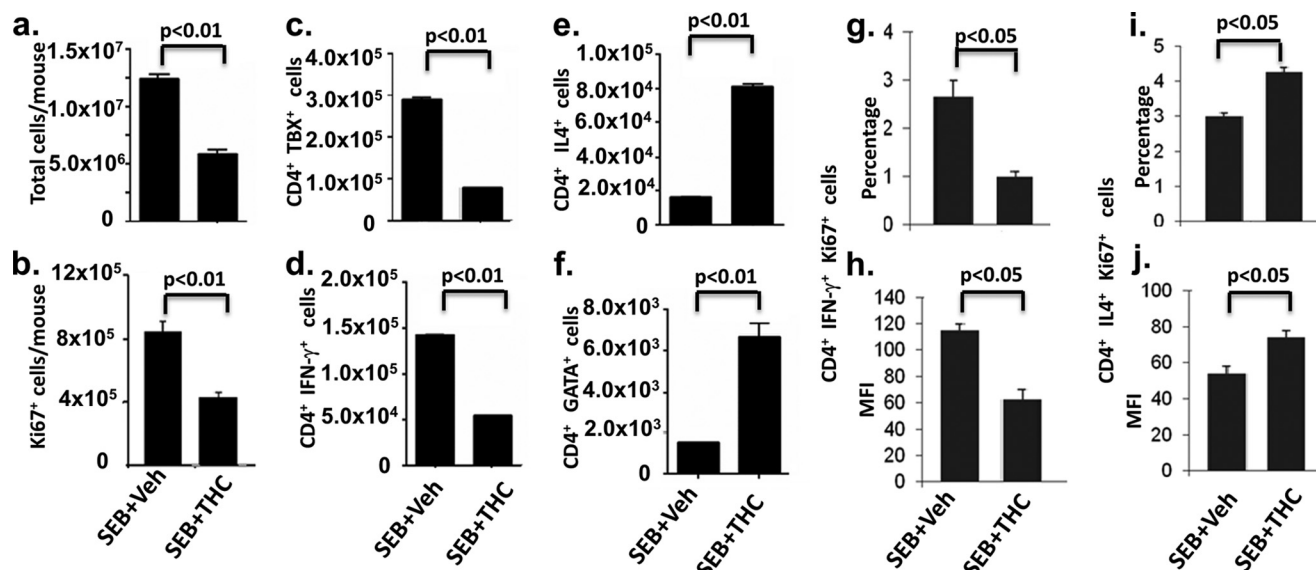 a.
p<0.01
1.5x10⁷
1.0x10⁷
5.0x10⁶
0
Total cells/mouse
b.
p<0.01
12x10⁵
8x10⁵
4x10⁵
0
Ki67⁺ cells/mouse
SEB+Veh
SEB+THC
c.
p<0.01
4.0x10⁵
3.0x10⁵
2.0x10⁵
1.0x10⁵
0
CD4⁺ TBX⁺ cells
d.
p<0.01
2.0x10⁵
1.5x10⁵
1.0x10⁵
5.0x10⁴
0
CD4⁺ IFN-γ⁺ cells
SEB+Veh
SEB+THC
e.
p<0.01
1.0x10⁵
8.0x10⁴
6.0x10⁴
4.0x10⁴
2.0x10⁴
0
CD4⁺ IL4⁺ cells
f.
p<0.01
8.0x10³
6.0x10³
4.0x10³
2.0x10³
0
CD4⁺ GATA⁺ cells
SEB+Veh
SEB+THC
g.
p<0.05
4
3
2
1
0
Percentage
CD4⁺ IFN-γ⁺ Ki67⁺ cells
h.
p<0.05
140
120
100
80
60
40
20
0
MFI
SEB+Veh
SEB+THC
i.
p<0.05
5
4
3
2
1
0
Percentage
CD4⁺ IL4⁺ Ki67⁺ cells
j.
p<0.05
100
80
60
40
20
0
MFI
SEB+Veh
SEB+THC